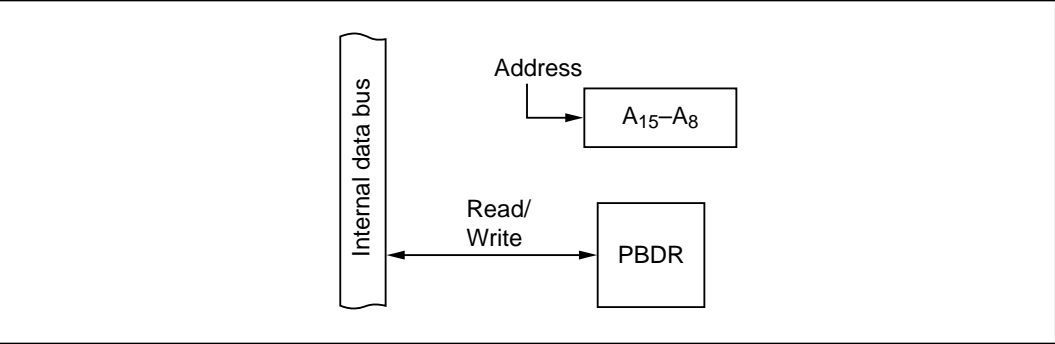 Internal data bus
Address
A₁₅–A₈
Read/
Write
PBDR